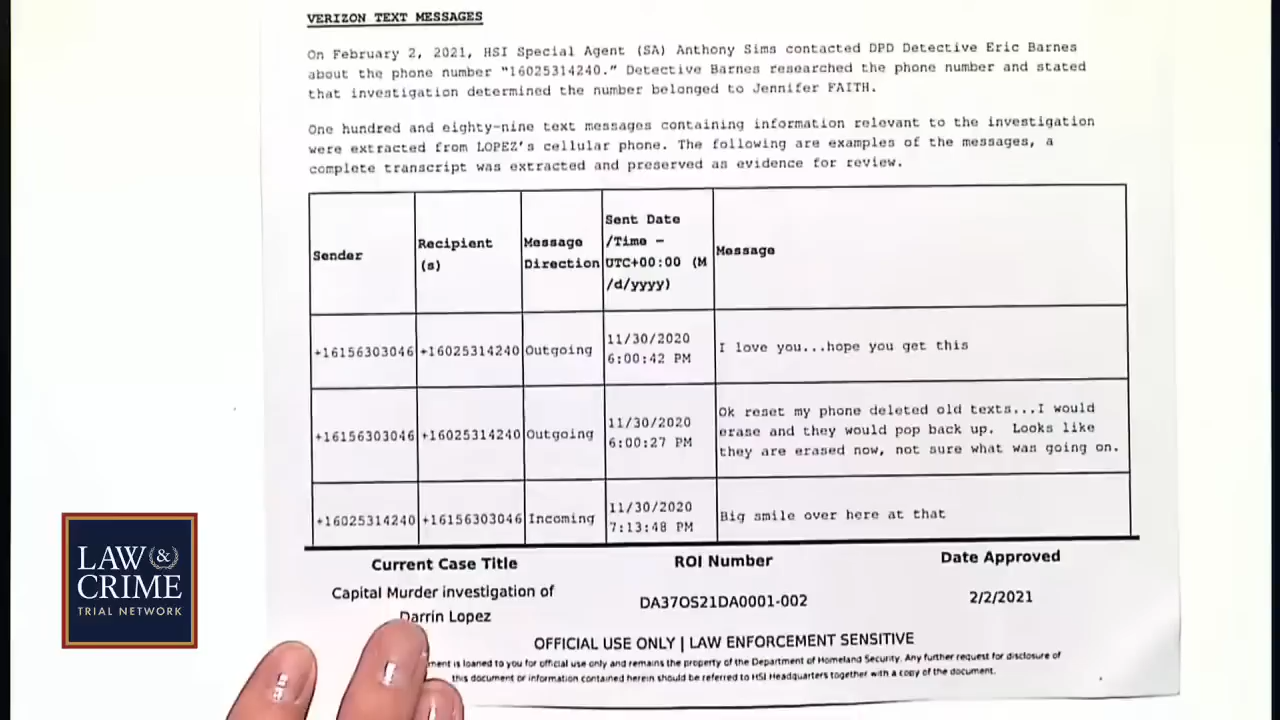 VERIZON TEXT MESSAGES
On February 2, 2021, HSI Special Agent (SA) Anthony Sims contacted DPD Detective Eric Barnes
about the phone number "16025314240." Detective Barnes researched the phone number and stated
that investigation determined the number belonged to Jennifer FAITH.
One hundred and eighty-nine text messages containing information relevant to the investigation
were extracted from LOPEZ's cellular phone. The following are examples of the messages, a
complete transcript was extracted and preserved as evidence for review.
Sender
Recipient
(s)
Message
Direction
Sent Date
/Time –
UTC+00:00 (M
/d/yyyy)
Message
+16156303046 +16025314240 Outgoing
11/30/2020
6:00:42 PM
I love you...hope you get this
+16156303046 +16025314240 Outgoing
11/30/2020
6:00:27 PM
Ok reset my phone deleted old texts...I would
erase and they would pop back up. Looks like
they are erased now, not sure what was going on.
+16025314240 +16156303046 Incoming
11/30/2020
7:13:48 PM
Big smile over here at that
Current Case Title
ROI Number
Date Approved
Capital Murder investigation of
Darrin Lopez
DA37OS21DA0001-002
2/2/2021
OFFICIAL USE ONLY | LAW ENFORCEMENT SENSITIVE
ment is loaned to you for official use only and remains the property of the Department of Homeland Security. Any further request for disclosure of
this document or information contained herein should be referred to HSI Headquarters together with a copy of the document.
LAW &
CRIME
TRIAL NETWORK